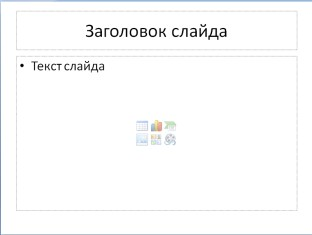 Заголовок слайда
• Текст слайда